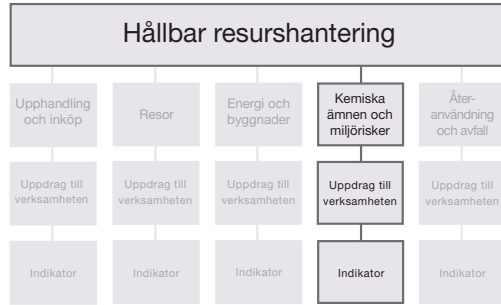 Hållbar resurshantering
Upphandling
och inköp
Resor
Energi och
byggnader
Kemiska
ämnen och
miljörisker
Åter-
användning
och avfall
Uppdrag till
verksamheten
Uppdrag till
verksamheten
Uppdrag till
verksamheten
Uppdrag till
verksamheten
Uppdrag till
verksamheten
Indikator
Indikator
Indikator
Indikator
Indikator